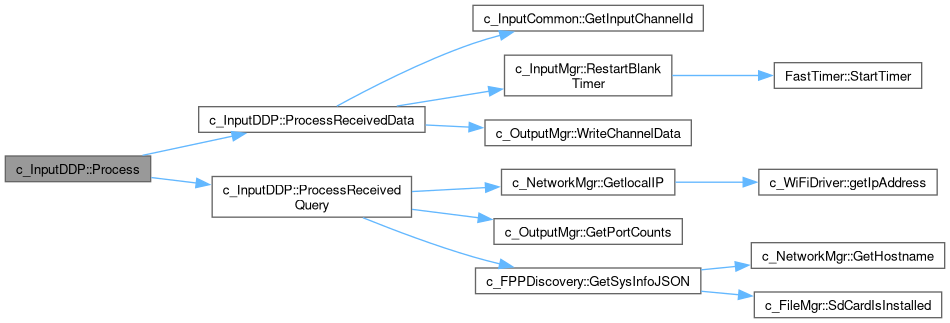 c_InputDDP::Process
c_InputDDP::ProcessReceivedData
c_InputCommon::GetInputChannelId
c_InputMgr::RestartBlank
Timer
FastTimer::StartTimer
c_OutputMgr::WriteChannelData
c_InputDDP::ProcessReceived
Query
c_NetworkMgr::GetlocalIP
c_WiFiDriver::getIpAddress
c_OutputMgr::GetPortCounts
c_FPPDiscovery::GetSysInfoJSON
c_NetworkMgr::GetHostname
c_FileMgr::SdCardIsInstalled